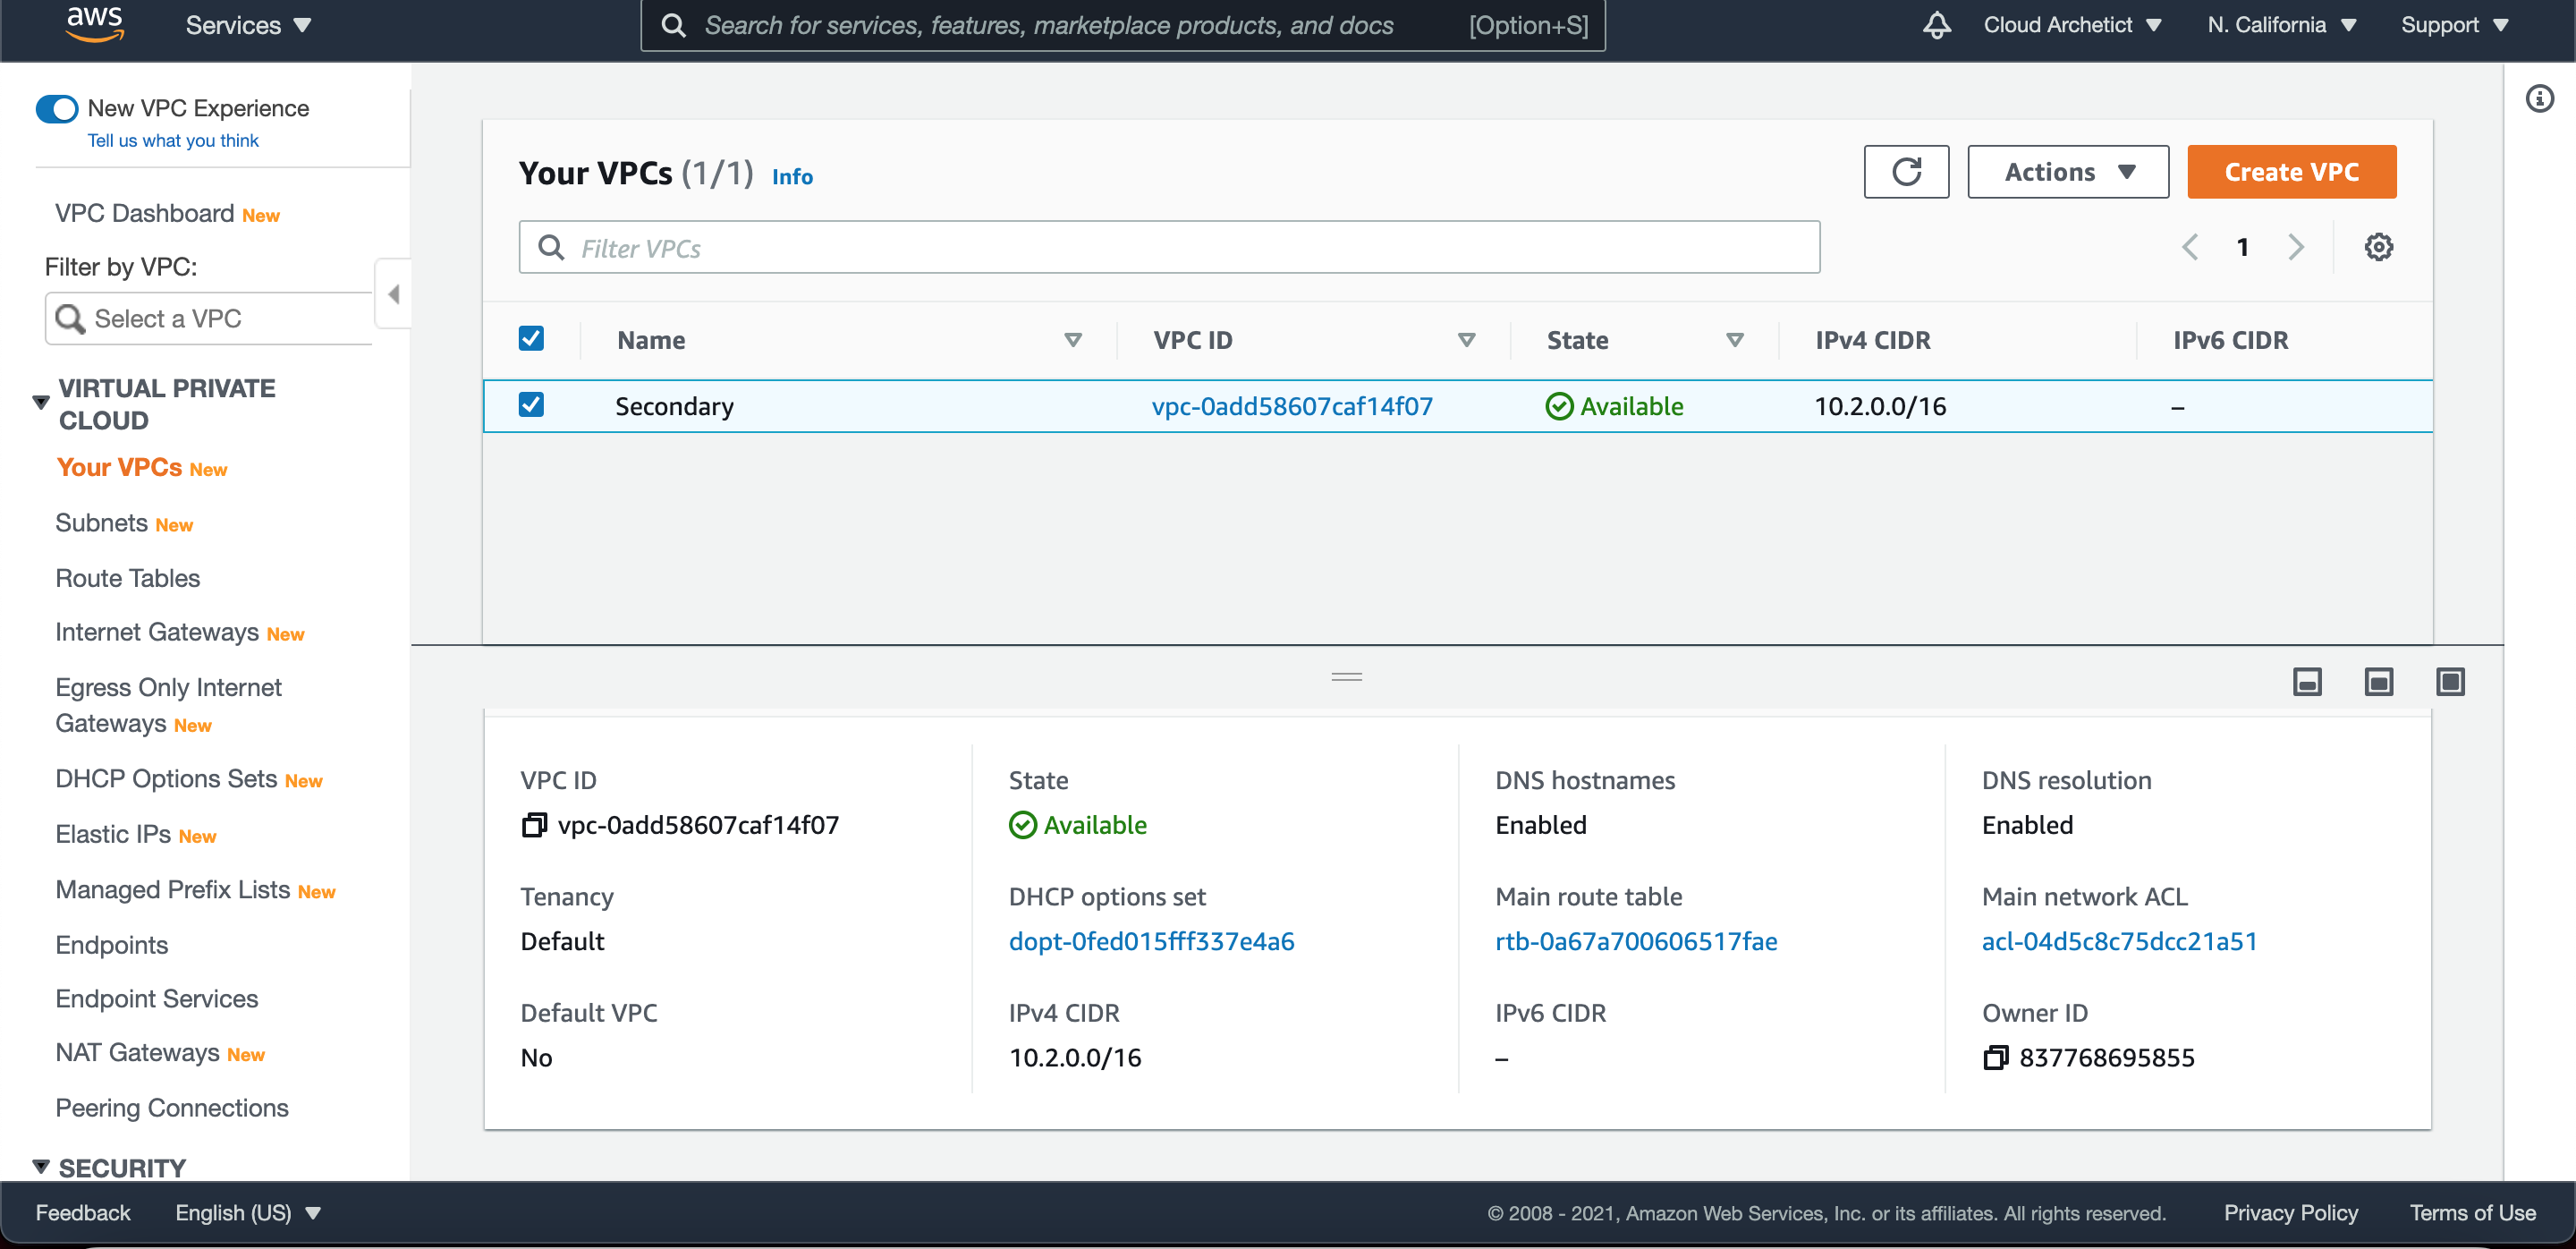 aws
Services
Search for services, features, marketplace products, and docs [Option+S]
Cloud Archetict
N. California
Support
New VPC Experience
Tell us what you think
VPC Dashboard New
Filter by VPC:
Select a VPC
VIRTUAL PRIVATE
CLOUD
Your VPCs New
Subnets New
Route Tables
Internet Gateways New
Egress Only Internet
Gateways New
DHCP Options Sets New
Elastic IPs New
Managed Prefix Lists New
Endpoints
Endpoint Services
NAT Gateways New
Peering Connections
SECURITY
Your VPCs (1/1) Info
Actions
Create VPC
Filter VPCs
1
Name VPC ID State IPv4 CIDR IPv6 CIDR
Secondary vpc-0add58607caf14f07 Available 10.2.0.0/16 –
VPC ID State DNS hostnames DNS resolution
vpc-0add58607caf14f07 Available Enabled Enabled
Tenancy DHCP options set Main route table Main network ACL
Default dopt-0fed015fff337e4a6 rtb-0a67a700606517fae acl-04d5c8c75dcc21a51
Default VPC IPv4 CIDR IPv6 CIDR Owner ID
No 10.2.0.0/16 – 837768695855
Feedback English (US) © 2008 - 2021, Amazon Web Services, Inc. or its affiliates. All rights reserved. Privacy Policy Terms of Use